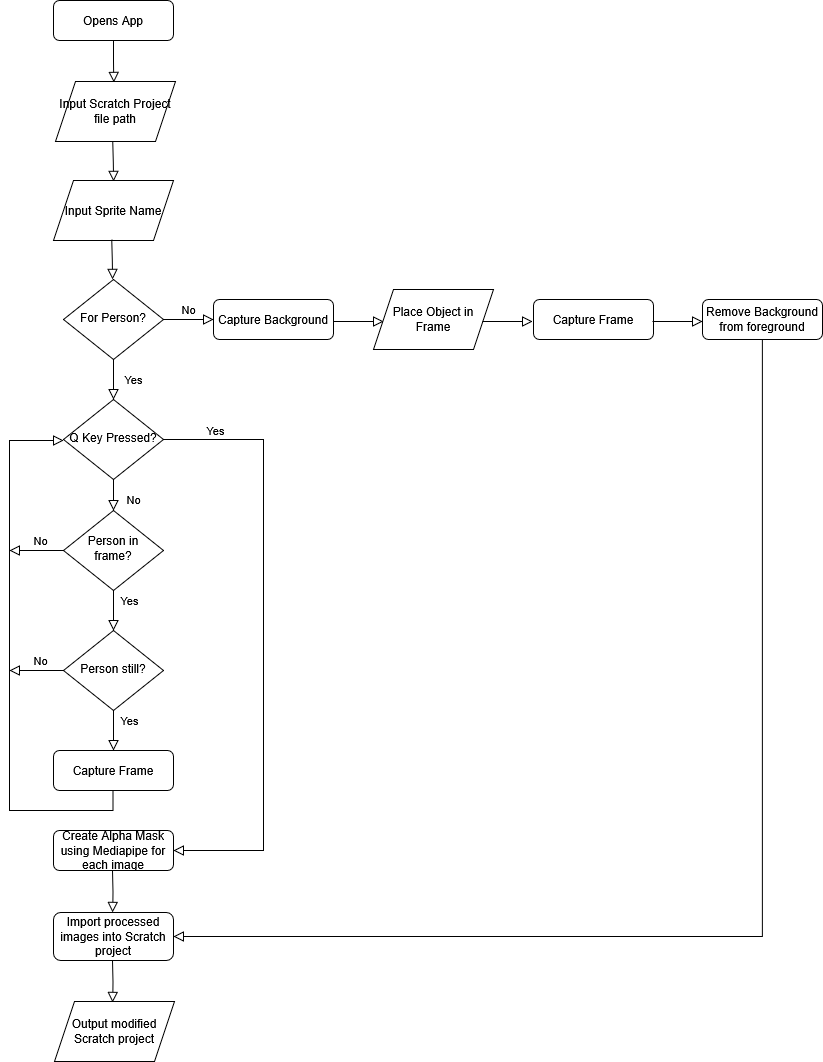 Opens App
Input Scratch Project
file path
Input Sprite Name
For Person?
No
Capture Background
Place Object in
Frame
Capture Frame
Remove Background
from foreground
Yes
Q Key Pressed?
Yes
No
Person in
frame?
No
Yes
Person still?
No
Yes
Capture Frame
Create Alpha Mask
using Mediapipe for
each image
Import processed
images into Scratch
project
Output modified
Scratch project